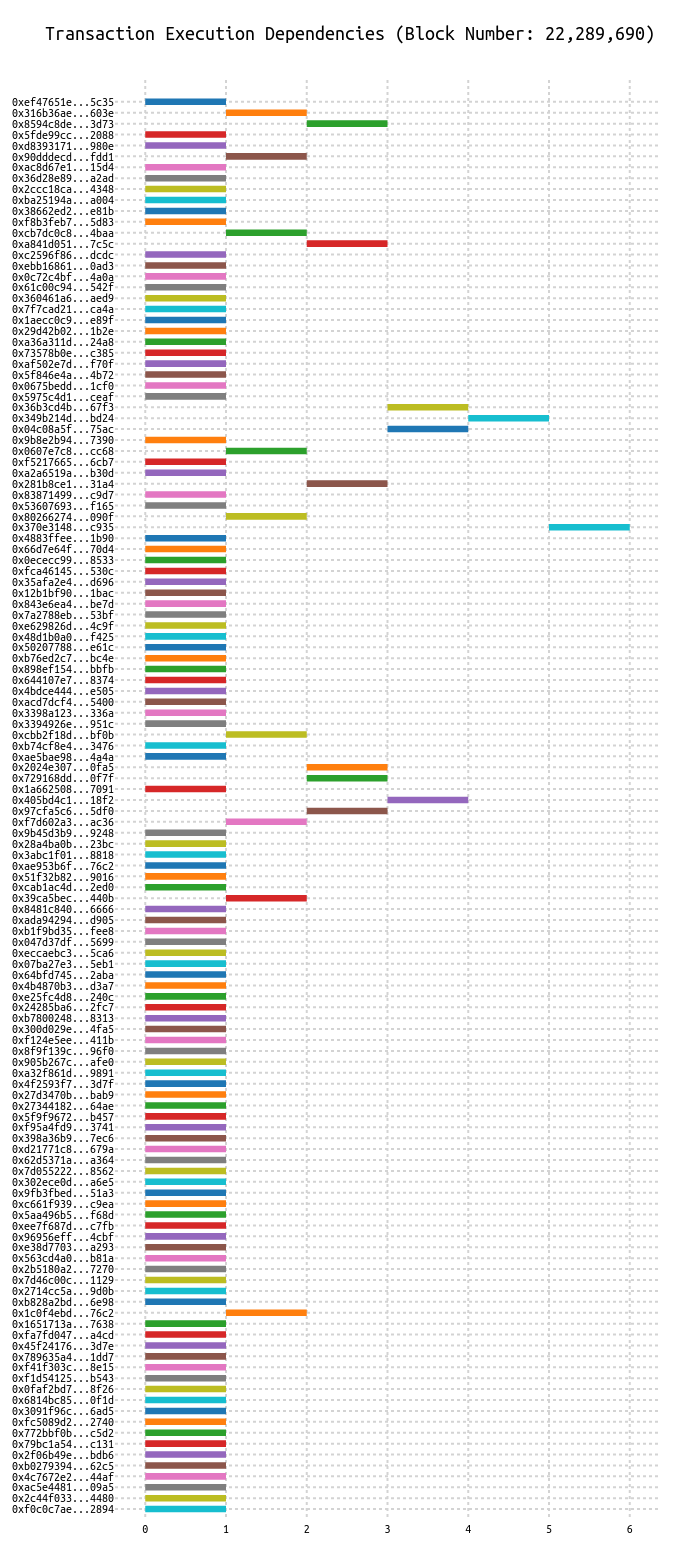 Transaction Execution Dependencies (Block Number: 22,289,690)
0xef47651e...5c35
0x316b36ae...603e
0x8594c8de...3d73
0x5fde99cc...2088
0xd8393171...980e
0x90dddecd...fdd1
0xac8d67e1...15d4
0x36d28e89...a2ad
0x2ccc18ca...4348
0xba25194a...a004
0x38662ed2...e81b
0xf8b3feb7...5d83
0xcb7dc0c8...4baa
0xa841d051...7c5c
0xc2596f86...dcdc
0xebb16861...0ad3
0x0c72c4bf...4a0a
0x61c00c94...542f
0x360461a6...aed9
0x7f7cad21...ca4a
0x1aecc0c9...e89f
0x29d42b02...1b2e
0xa36a311d...24a8
0x73578b0e...c385
0xaf502e7d...f70f
0x5f846e4a...4b72
0x0675bedd...1cf0
0x5975c4d1...ceaf
0x36b3cd4b...67f3
0x349b214d...bd24
0x04c08a5f...75ac
0x9b8e2b94...7390
0x0607e7c8...cc68
0xf5217665...6cb7
0xa2a6519a...b30d
0x281b8ce1...31a4
0x83871499...c9d7
0x53607693...f165
0x80266274...090f
0x370e3148...c935
0x4883ffee...1b90
0x66d7e64f...70d4
0x0ececc99...8533
0xfca46145...530c
0x35afa2e4...d696
0x12b1bf90...1bac
0x843e6ea4...be7d
0x7a2788eb...53bf
0xe629826d...4c9f
0x48d1b0a0...f425
0x50207788...e61c
0xb76ed2c7...bc4e
0x898ef154...bbfb
0x644107e7...8374
0x4bdce444...e505
0xacd7dcf4...5400
0x3398a123...336a
0x3394926e...951c
0xcbb2f18d...bf0b
0xb74cf8e4...3476
0xae5bae98...4a4a
0x2024e307...0fa5
0x729168dd...0f7f
0x1a662508...7091
0x405bd4c1...18f2
0x97cfa5c6...5df0
0xf7d602a3...ac36
0x9b45d3b9...9248
0x28a4ba0b...23bc
0x3abc1f01...8818
0xae953b6f...76c2
0x51f32b82...9016
0xcab1ac4d...2ed0
0x39ca5bec...440b
0x8481c840...6666
0xada94294...d905
0xb1f9bd35...fee8
0x047d37df...5699
0xeccaebc3...5ca6
0x07ba27e3...5eb1
0x64bfd745...2aba
0x4b4870b3...d3a7
0xe25fc4d8...240c
0x24285ba6...2fc7
0xb7800248...8313
0x300d029e...4fa5
0xf124e5ee...411b
0x8f9f139c...96f0
0x905b267c...afe0
0xa32f861d...9891
0x4f2593f7...3d7f
0x27d3470b...bab9
0x27344182...64ae
0x5f9f9672...b457
0xf95a4fd9...3741
0x398a36b9...7ec6
0xd21771c8...679a
0x62d5371a...a364
0x7d055222...8562
0x302ece0d...a6e5
0x9fb3fbed...51a3
0xc661f939...c9ea
0x5aa496b5...f68d
0xee7f687d...c7fb
0x96956eff...4cbf
0xe38d7703...a293
0x563cd4a0...b81a
0x2b5180a2...7270
0x7d46c00c...1129
0x2714cc5a...9d0b
0xb828a2bd...6e98
0x1c0f4ebd...76c2
0x1651713a...7638
0xfa7fd047...a4cd
0x45f24176...3d7e
0x789635a4...1dd7
0xf41f303c...8e15
0xf1d54125...b543
0x0faf2bd7...8f26
0x6814bc85...0f1d
0x3091f96c...6ad5
0xfc5089d2...2740
0x772bbf0b...c5d2
0x79bc1a54...c131
0x2f06b49e...bdb6
0xb0279394...62c5
0x4c7672e2...44af
0xac5e4481...09a5
0x2c44f033...4480
0xf0c0c7ae...2894
0 1 2 3 4 5 6